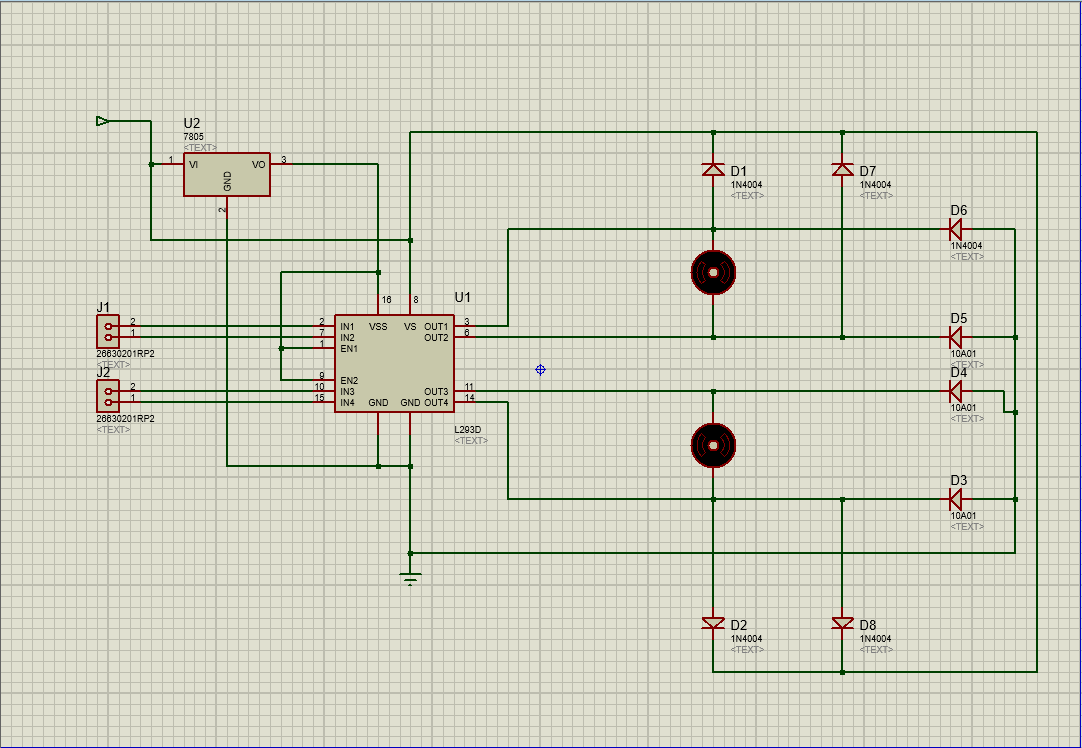 U2
7805
<TEXT>
1 VI VO 3
GND
2
D1
1N4004
<TEXT>
D7
1N4004
<TEXT>
D6
1N4004
<TEXT>
16 8
U1
J1
2
1
26630201RP2
<TEXT>
2 IN1 VSS VS OUT1 3
7 IN2 OUT2 6
1 EN1
9 EN2
10 IN3 OUT3 11
15 IN4 GND GND OUT4 14
L293D
<TEXT>
J2
2
1
26630201RP2
<TEXT>
D5
10A01
<TEXT>
D4
10A01
<TEXT>
D3
10A01
<TEXT>
D2
1N4004
<TEXT>
D8
1N4004
<TEXT>